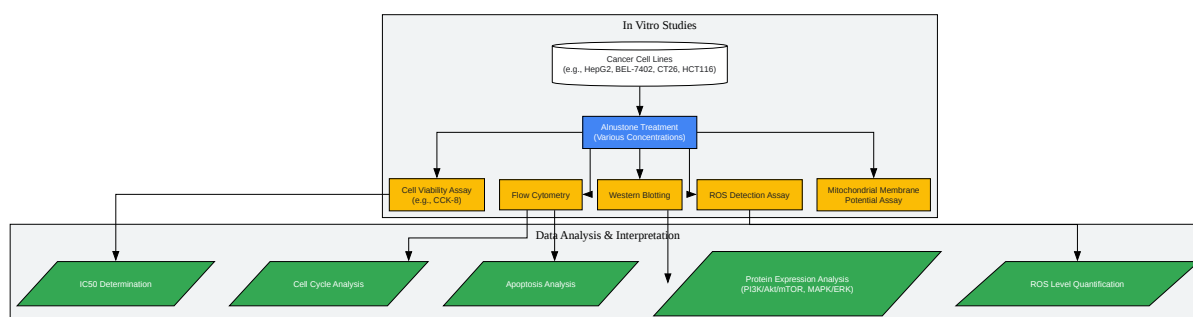 In Vitro Studies
Cancer Cell Lines
(e.g., HepG2, BEL-7402, CT26, HCT116)
Alnustone Treatment
(Various Concentrations)
Cell Viability Assay
(e.g., CCK-8)
Flow Cytometry
Western Blotting
ROS Detection Assay
Mitochondrial Membrane
Potential Assay
Data Analysis & Interpretation
IC50 Determination
Cell Cycle Analysis
Apoptosis Analysis
Protein Expression Analysis
(PI3K/Akt/mTOR, MAPK/ERK)
ROS Level Quantification